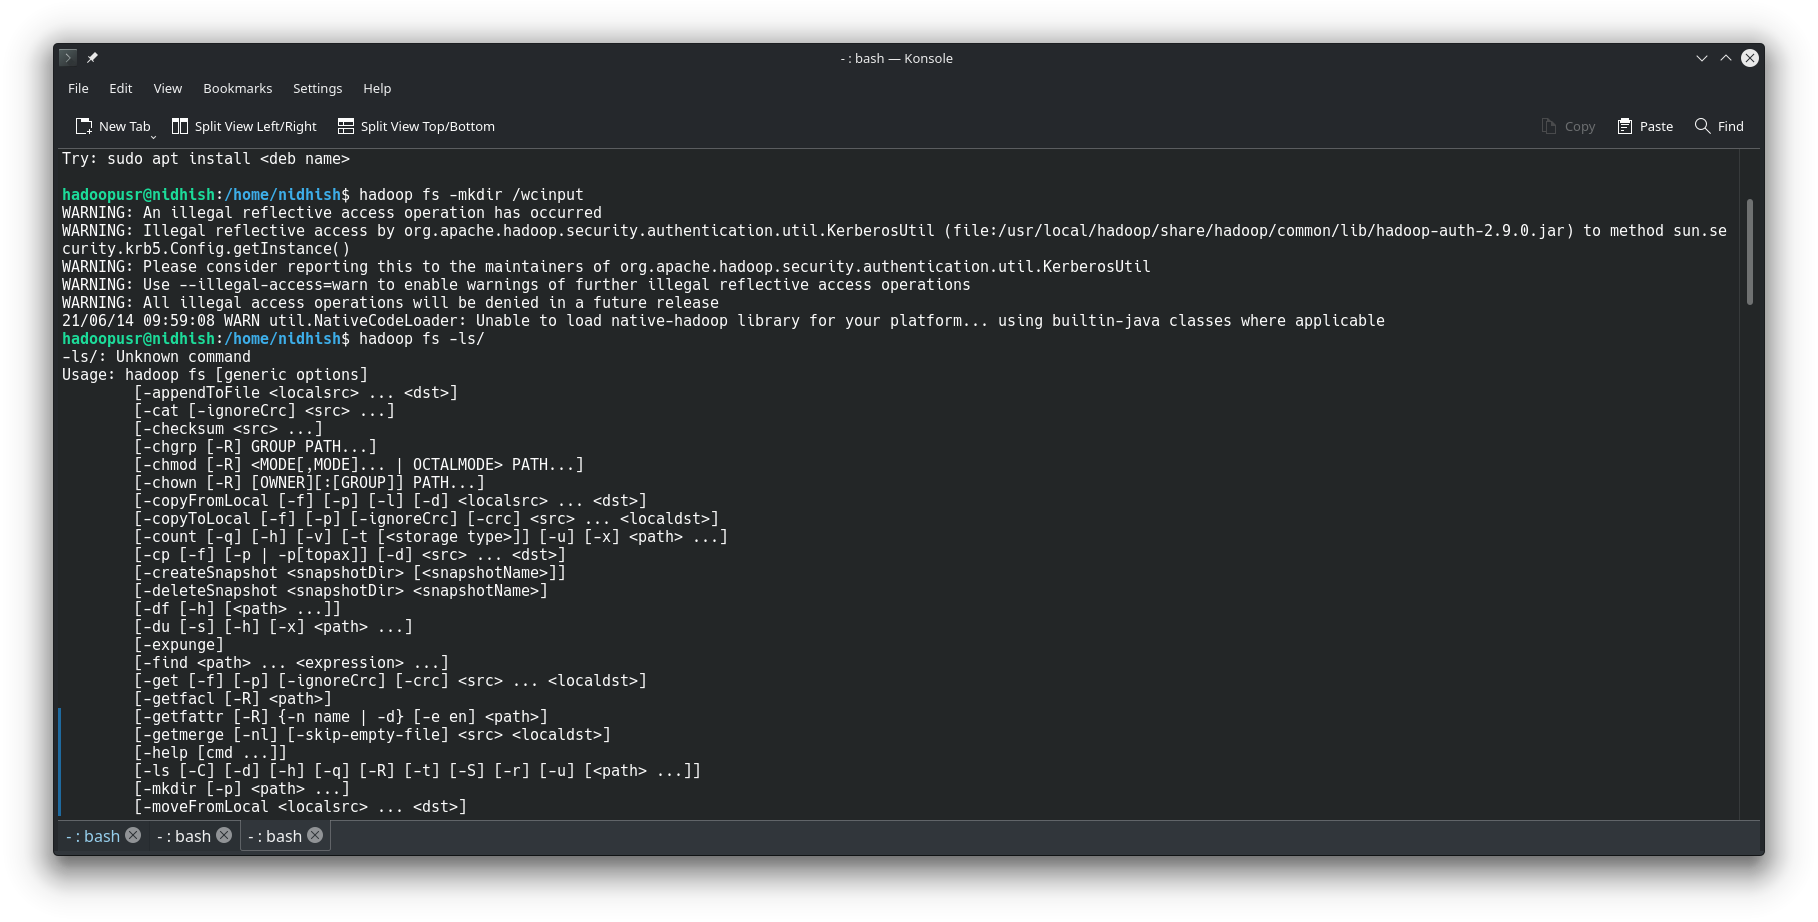 - : bash — Konsole
File Edit View Bookmarks Settings Help
New Tab Split View Left/Right Split View Top/Bottom Copy Paste Find
Try: sudo apt install <deb name>
hadoopusr@nidhish:/home/nidhish$ hadoop fs -mkdir /wcinput
WARNING: An illegal reflective access operation has occurred
WARNING: Illegal reflective access by org.apache.hadoop.security.authentication.util.KerberosUtil (file:/usr/local/hadoop/share/hadoop/common/lib/hadoop-auth-2.9.0.jar) to method sun.se
curity.krb5.Config.getInstance()
WARNING: Please consider reporting this to the maintainers of org.apache.hadoop.security.authentication.util.KerberosUtil
WARNING: Use --illegal-access=warn to enable warnings of further illegal reflective access operations
WARNING: All illegal access operations will be denied in a future release
21/06/14 09:59:08 WARN util.NativeCodeLoader: Unable to load native-hadoop library for your platform... using builtin-java classes where applicable
hadoopusr@nidhish:/home/nidhish$ hadoop fs -ls/
-ls/: Unknown command
Usage: hadoop fs [generic options]
[-appendToFile <localsrc> ... <dst>]
[-cat [-ignoreCrc] <src> ...]
[-checksum <src> ...]
[-chgrp [-R] GROUP PATH...]
[-chmod [-R] <MODE[,MODE]... | OCTALMODE> PATH...]
[-chown [-R] [OWNER][:[GROUP]] PATH...]
[-copyFromLocal [-f] [-p] [-l] [-d] <localsrc> ... <dst>]
[-copyToLocal [-f] [-p] [-ignoreCrc] [-crc] <src> ... <localdst>]
[-count [-q] [-h] [-v] [-t [<storage type>]] [-u] [-x] <path> ...]
[-cp [-f] [-p | -p[topax]] [-d] <src> ... <dst>]
[-createSnapshot <snapshotDir> [<snapshotName>]]
[-deleteSnapshot <snapshotDir> <snapshotName>]
[-df [-h] [<path> ...]]
[-du [-s] [-h] [-x] <path> ...]
[-expunge]
[-find <path> ... <expression> ...]
[-get [-f] [-p] [-ignoreCrc] [-crc] <src> ... <localdst>]
[-getfacl [-R] <path>]
[-getfattr [-R] {-n name | -d} [-e en] <path>]
[-getmerge [-nl] [-skip-empty-file] <src> <localdst>]
[-help [cmd ...]]
[-ls [-C] [-d] [-h] [-q] [-R] [-t] [-S] [-r] [-u] [<path> ...]]
[-mkdir [-p] <path> ...]
[-moveFromLocal <localsrc> ... <dst>]
- : bash - : bash - : bash